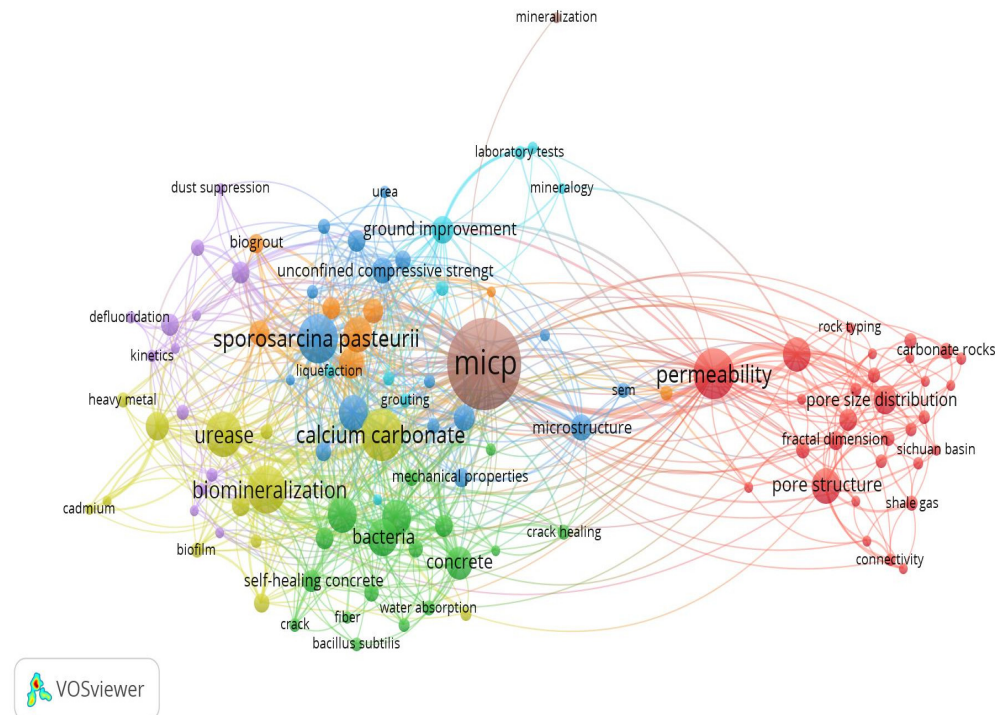 mineralization
laboratory tests
dust suppression
urea
mineralogy
biogrout
ground improvement
unconfined compressive strengt
defluoridation
sporosarcina pasteurii
rock typing
kinetics
micp
carbonate rocks
liquefaction
permeability
heavy metal
grouting
sem
pore size distribution
urease
calcium carbonate
microstructure
fractal dimension
sichuan basin
mechanical properties
biomineralization
pore structure
cadmium
shale gas
bacteria
crack healing
biofilm
concrete
connectivity
self-healing concrete
water absorption
crack
fiber
bacillus subtilis
VOSviewer